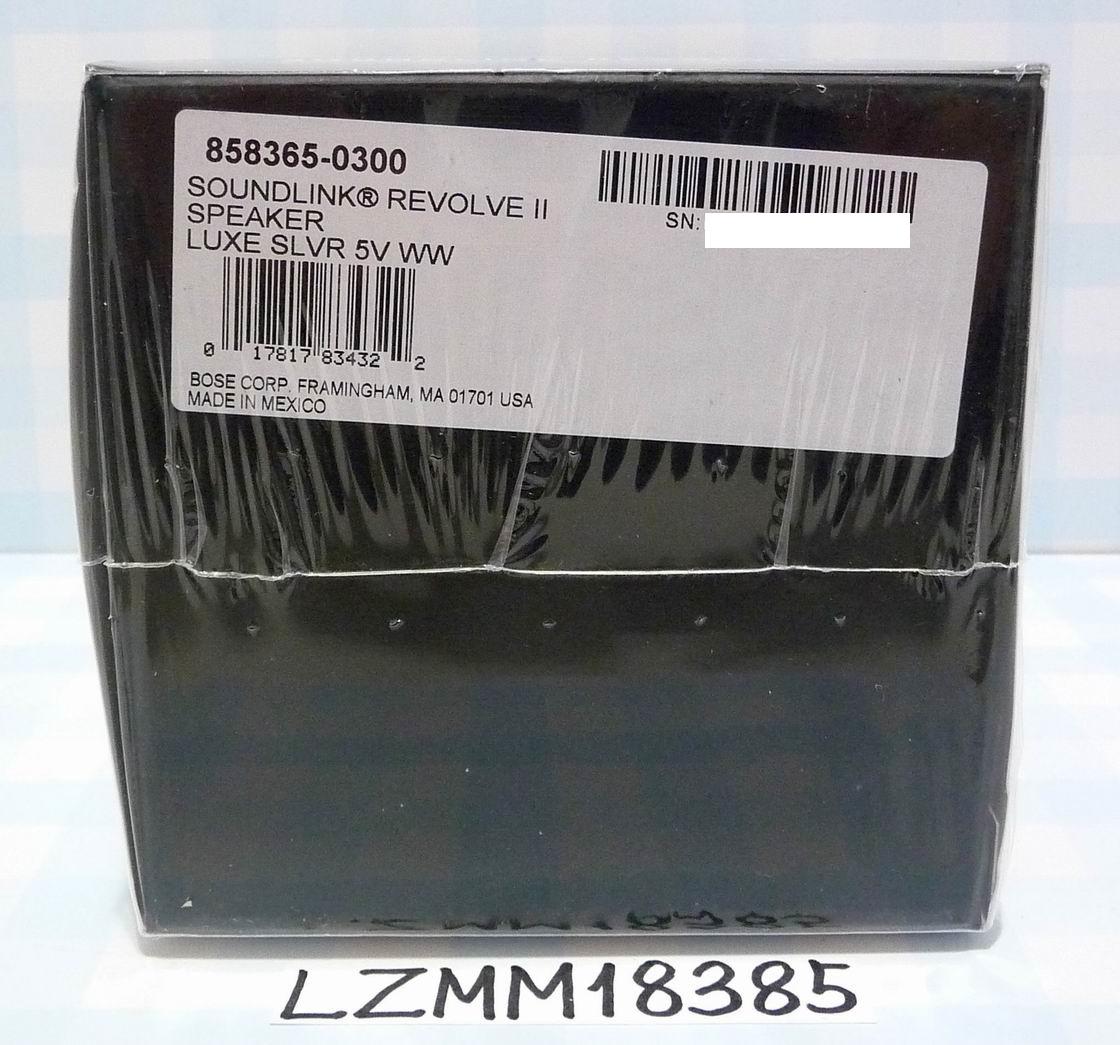 858365-0300
SOUNDLINK® REVOLVE II
SPEAKER
LUXE SLVR 5V WW
SN:
0 17817 83432 2
BOSE CORP. FRAMINGHAM, MA 01701 USA
MADE IN MEXICO
LZMM18385